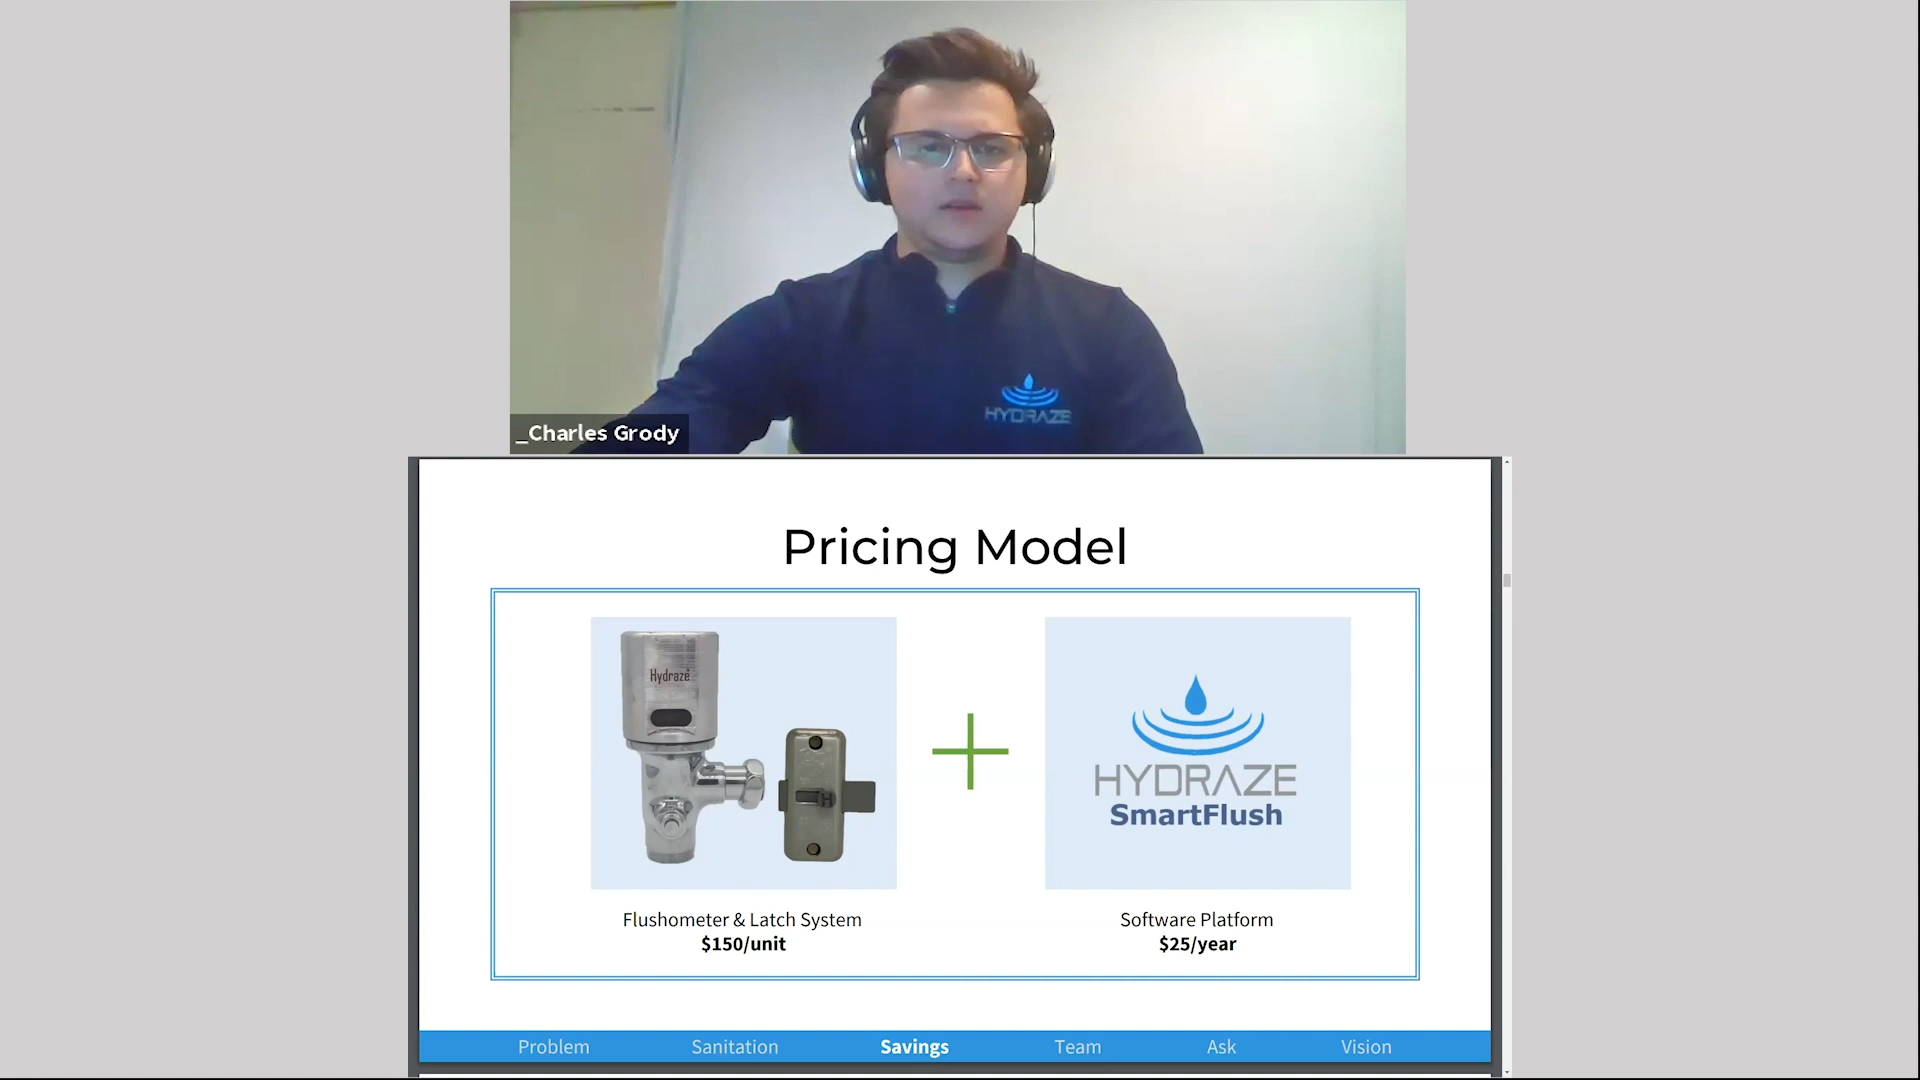 _Charles Grody
HYDRAZE
Pricing Model
Hydraze
HYDRAZE
SmartFlush
Flushometer & Latch System
$150/unit
Software Platform
$25/year
Problem Sanitation Savings Team Ask Vision